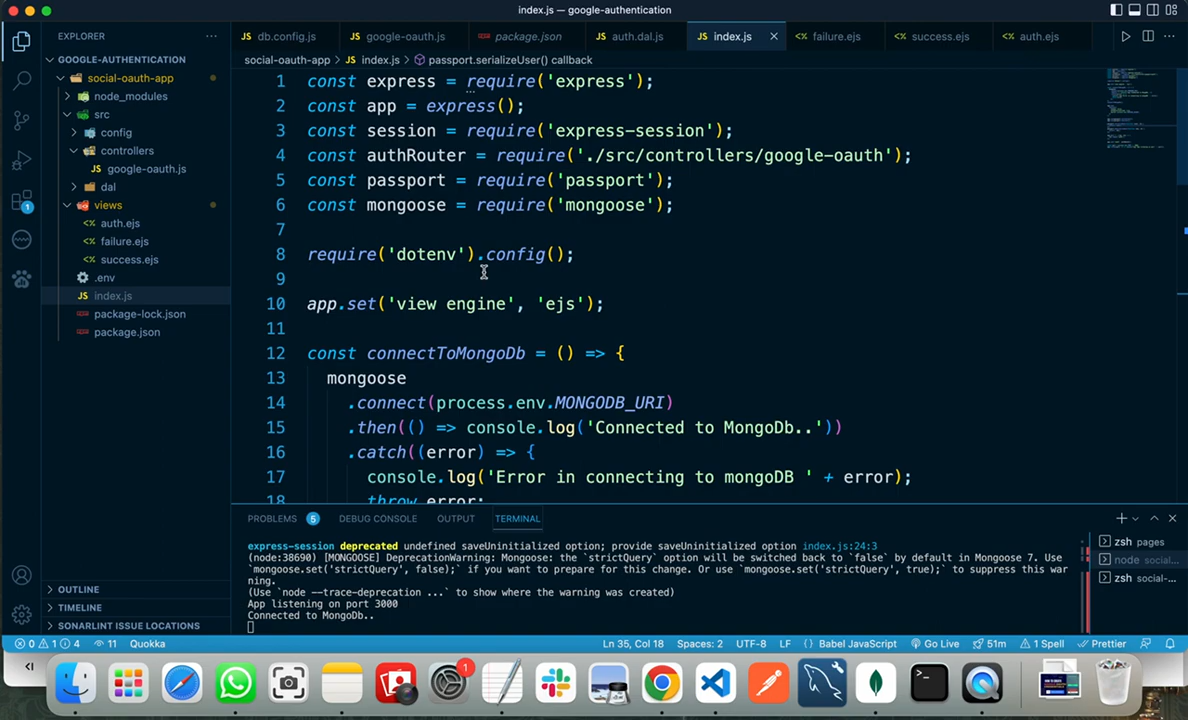 index.js — google-authentication
EXPLORER
db.config.js
google-oauth.js
package.json
auth.dal.js
index.js
failure.ejs
success.ejs
auth.ejs
social-oauth-app > index.js > passport.serializeUser() callback
GOOGLE-AUTHENTICATION
social-oauth-app
node_modules
src
config
controllers
google-oauth.js
dal
views
auth.ejs
failure.ejs
success.ejs
.env
index.js
package-lock.json
package.json
OUTLINE
TIMELINE
SONARLINT ISSUE LOCATIONS
1
1 const express = require('express');
2 const app = express();
3 const session = require('express-session');
4 const authRouter = require('./src/controllers/google-oauth');
5 const passport = require('passport');
6 const mongoose = require('mongoose');
7
8 require('dotenv').config();
9
10 app.set('view engine', 'ejs');
11
12 const connectToMongoDb = () => {
13 mongoose
14 .connect(process.env.MONGODB_URI)
15 .then(() => console.log('Connected to MongoDb..'))
16 .catch((error) => {
17 console.log('Error in connecting to mongoDB ' + error);
18 throw error;
PROBLEMS 5 DEBUG CONSOLE OUTPUT TERMINAL
express-session deprecated undefined saveUninitialized option; provide saveUninitialized option index.js:24:3
(node:38690) [MONGOOSE] DeprecationWarning: Mongoose: the `strictQuery` option will be switched back to `false` by default in Mongoose 7. Use
`mongoose.set('strictQuery', false);` if you want to prepare for this change. Or use `mongoose.set('strictQuery', true);` to suppress this war
ning.
(Use `node --trace-deprecation ...` to show where the warning was created)
App listening on port 3000
Connected to MongoDb..
zsh pages
node social...
zsh social-...
0 1 4 11 Quokka Ln 35, Col 18 Spaces: 2 UTF-8 LF {} Babel JavaScript Go Live 51m 1 Spell Prettier
1